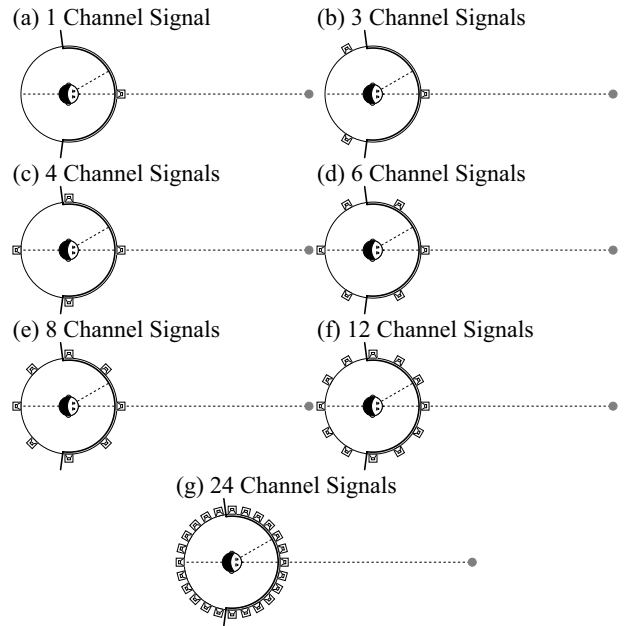 (a) 1 Channel Signal
(b) 3 Channel Signals
(c) 4 Channel Signals
(d) 6 Channel Signals
(e) 8 Channel Signals
(f) 12 Channel Signals
(g) 24 Channel Signals